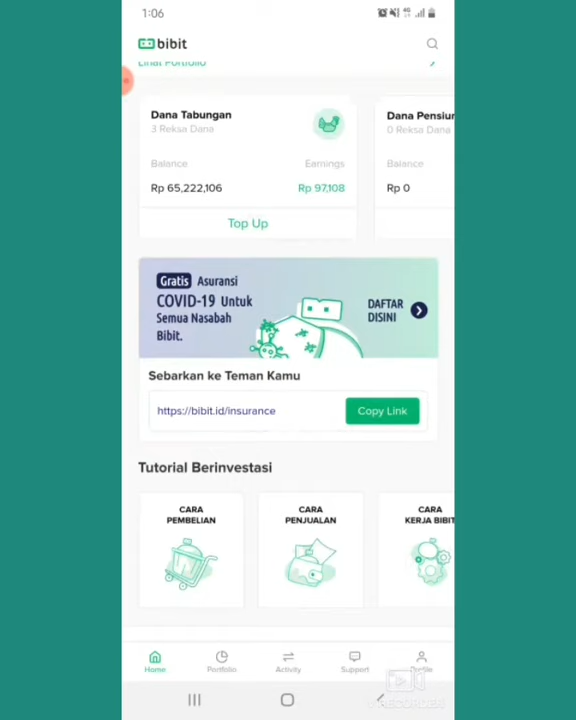 1:06
4G
bibit
Lihat Portfolio
Dana Tabungan
3 Reksa Dana
Balance
Earnings
Rp 65,222,106
Rp 97,108
Top Up
Dana Pensiun
0 Reksa Dana
Balance
Rp 0
Gratis Asuransi
COVID-19 Untuk
Semua Nasabah
Bibit.
DAFTAR
DISINI
Sebarkan ke Teman Kamu
https://bibit.id/insurance
Copy Link
Tutorial Berinvestasi
CARA
PEMBELIAN
CARA
PENJUALAN
CARA
KERJA BIBIT
Home
Portfolio
Activity
Support
Profile
V RECORDER